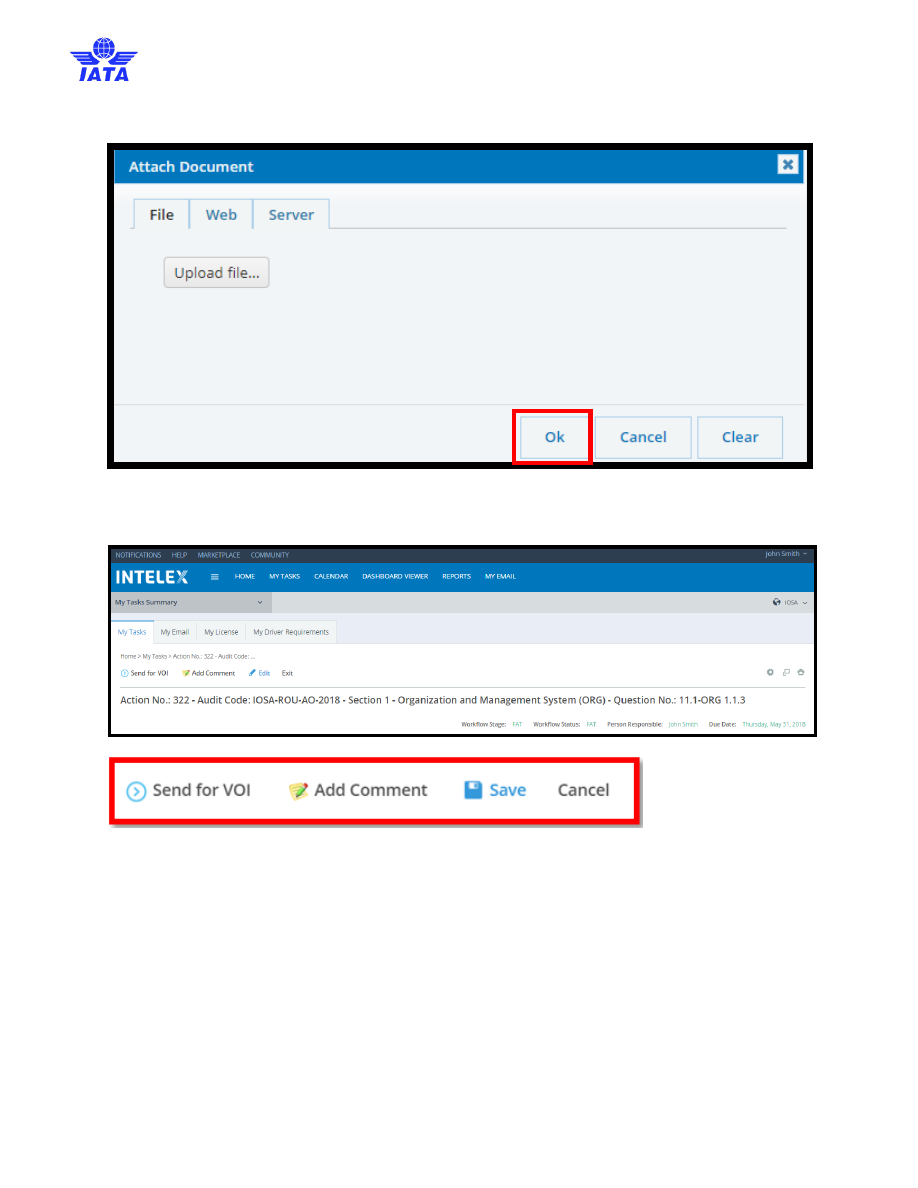 IATA
Attach Document
File Web Server
Upload file...
Ok Cancel Clear
NOTIFICATIONS HELP MARKETPLACE COMMUNITY John Smith
INTELEX HOME MY TASKS CALENDAR DASHBOARD VIEWER REPORTS MY EMAIL
My Tasks Summary IOSA
My Tasks My Email My License My Driver Requirements
Home > My Tasks > Action No.: 322 - Audit Code: ...
Send for VOI Add Comment Edit Exit
Action No.: 322 - Audit Code: IOSA-ROU-AO-2018 - Section 1 - Organization and Management System (ORG) - Question No.: 11.1-ORG 1.1.3
Workflow Stage: FAT Workflow Status: FAT Person Responsible: John Smith Due Date: Thursday, May 31, 2018
Send for VOI Add Comment Save Cancel